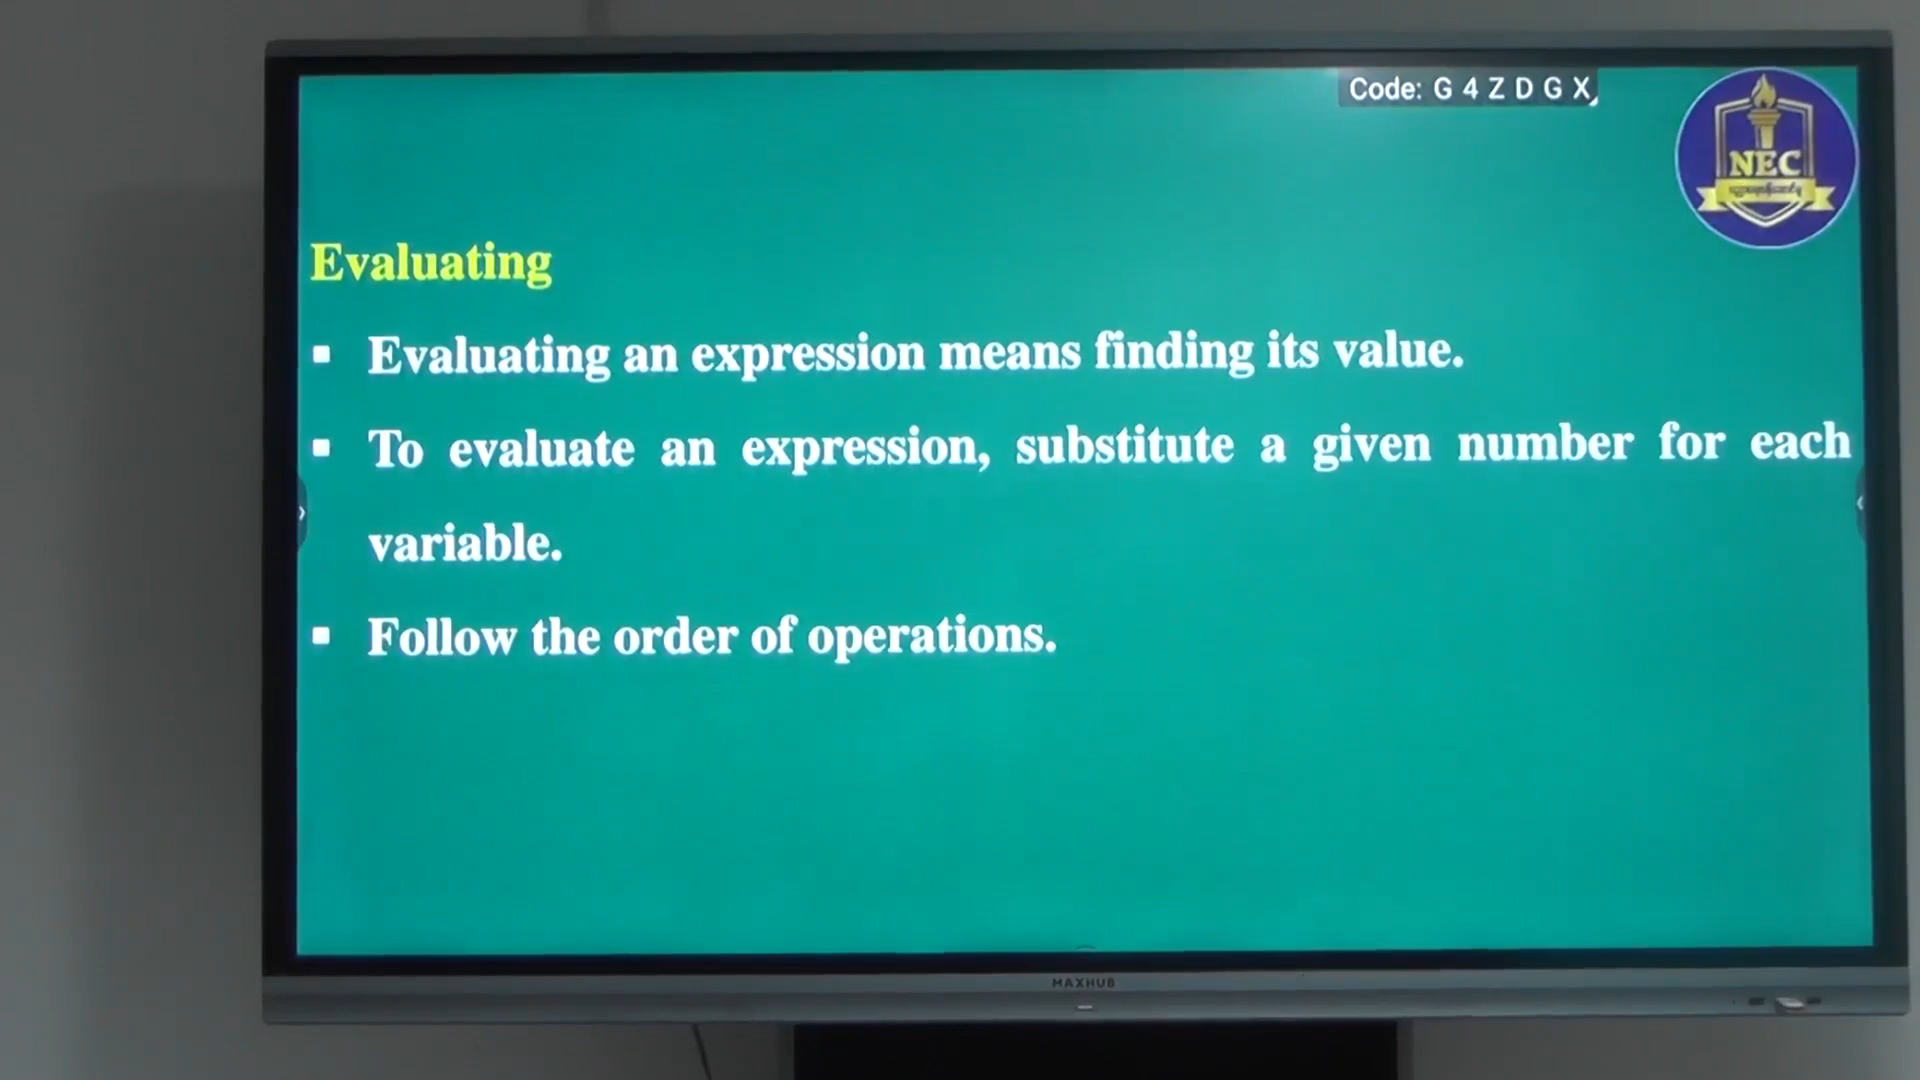 Code: G 4 Z D G X
NEC
Evaluating
▪ Evaluating an expression means finding its value.
▪ To evaluate an expression, substitute a given number for each
variable.
▪ Follow the order of operations.
MAXHUB